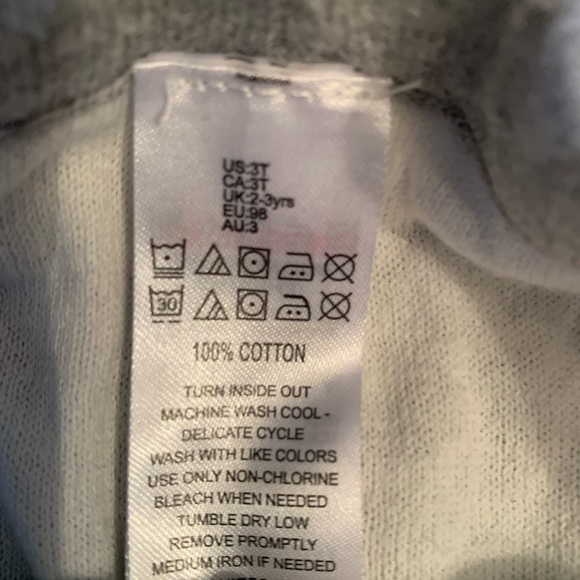 US:3T
CA:3T
UK:2-3yrs
EU:98
AU:3
30
100% COTTON
TURN INSIDE OUT
MACHINE WASH COOL -
DELICATE CYCLE
WASH WITH LIKE COLORS
USE ONLY NON-CHLORINE
BLEACH WHEN NEEDED
TUMBLE DRY LOW
REMOVE PROMPTLY
MEDIUM IRON IF NEEDED